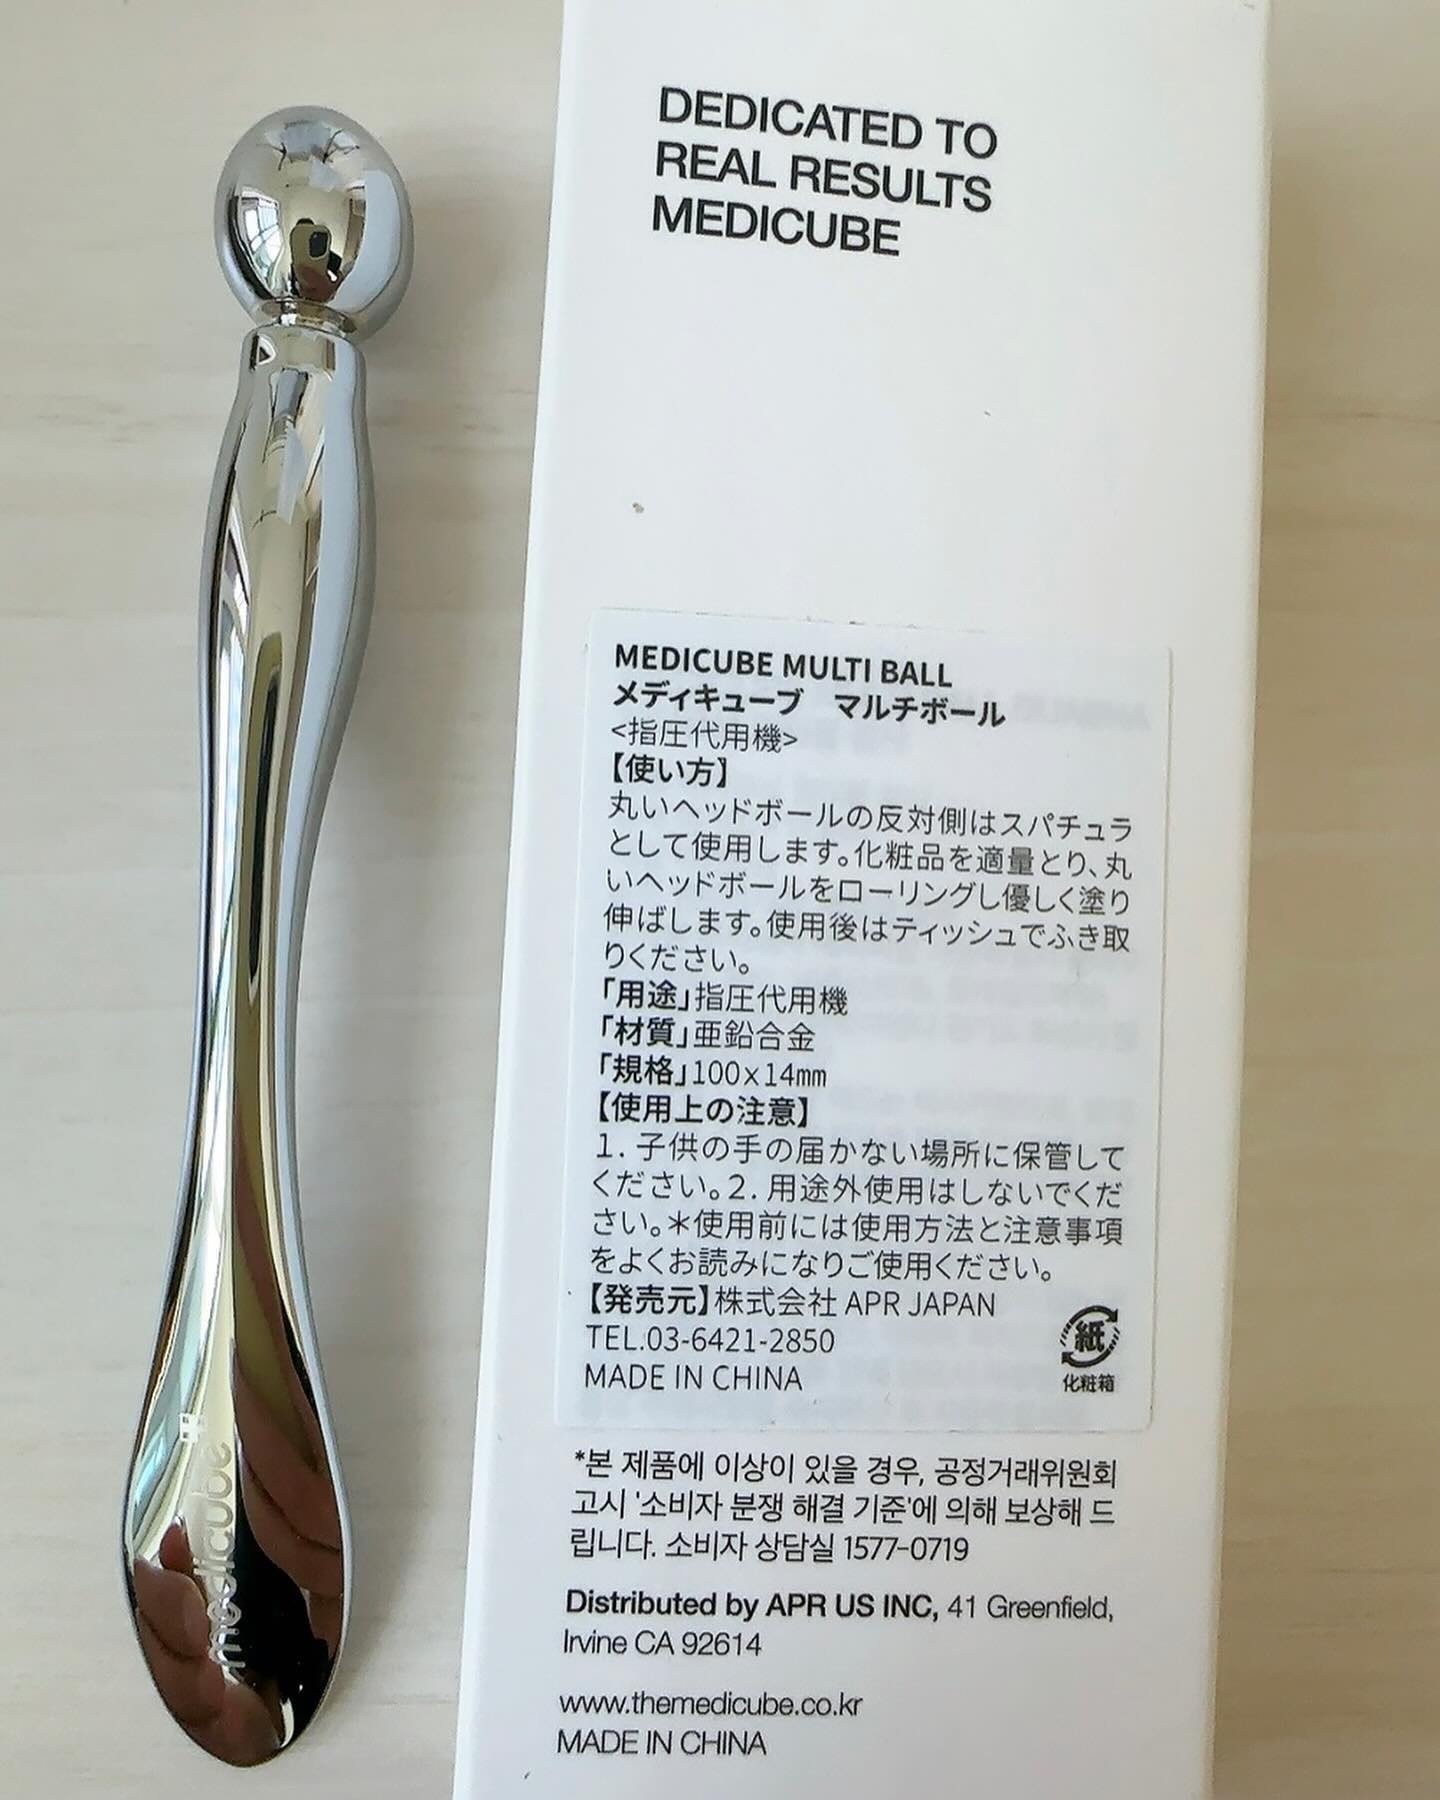 DEDICATED TO
REAL RESULTS
MEDICUBE
MEDICUBE MULTI BALL
メディキューブ　マルチボール
<指圧代用機>
【使い方】
丸いヘッドボールの反対側はスパチュラ
として使用します。化粧品を適量とり、丸
いヘッドボールをローリングし優しく塗り
伸ばします。使用後はティッシュでふき取
りください。
「用途」指圧代用機
「材質」亜鉛合金
「規格」100x14mm
【使用上の注意】
1. 子供の手の届かない場所に保管して
ください。2. 用途外使用はしないでくだ
さい。＊使用前には使用方法と注意事項
をよくお読みになりご使用ください。
【発売元】株式会社 APR JAPAN
TEL.03-6421-2850
MADE IN CHINA
紙
化粧箱
*본 제품에 이상이 있을 경우, 공정거래위원회
고시 '소비자 분쟁 해결 기준'에 의해 보상해 드
립니다. 소비자 상담실 1577-0719
Distributed by APR US INC, 41 Greenfield,
Irvine CA 92614
www.themedicube.co.kr
MADE IN CHINA
medicube